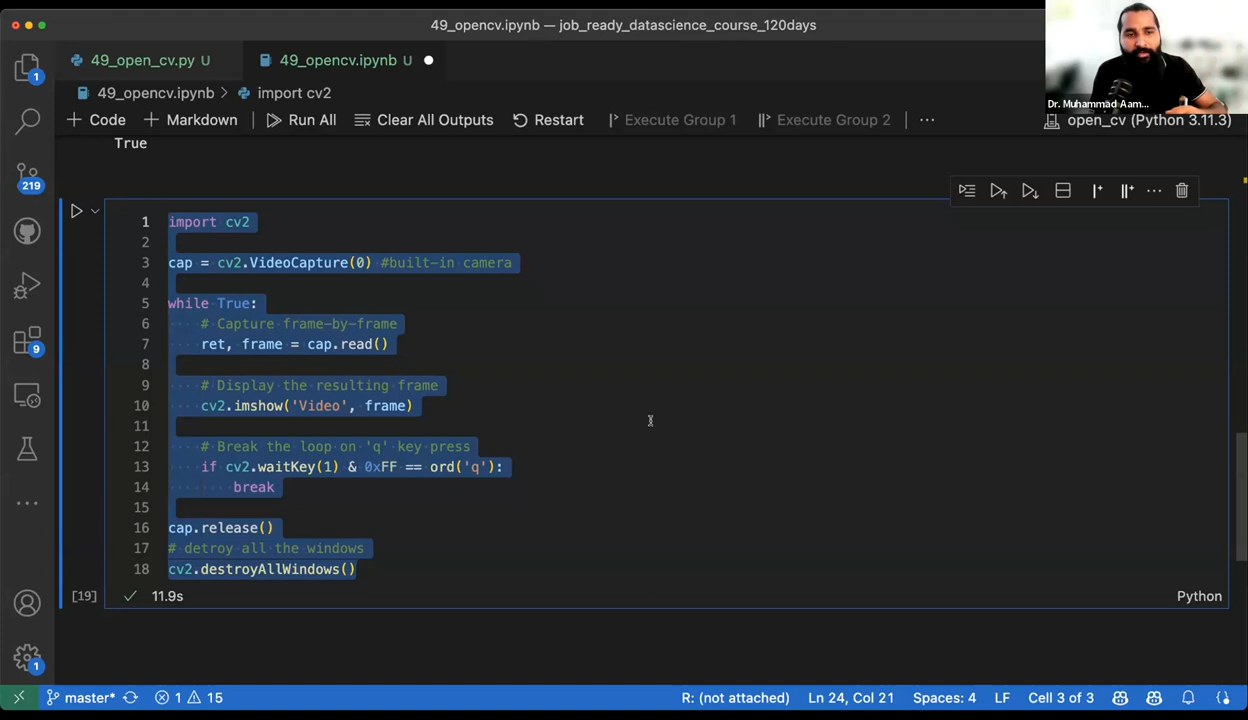 49_opencv.ipynb — job_ready_datascience_course_120days
49_open_cv.py U
49_opencv.ipynb U
1
49_opencv.ipynb > import cv2
Dr. Muhammad Aam...
+ Code + Markdown Run All Clear All Outputs Restart Execute Group 1 Execute Group 2 ...
open_cv (Python 3.11.3)
True
219
1 import cv2
2
3 cap = cv2.VideoCapture(0) #built-in camera
4
5 while True:
6 # Capture frame-by-frame
7 ret, frame = cap.read()
8
9 # Display the resulting frame
10 cv2.imshow('Video', frame)
11
12 # Break the loop on 'q' key press
13 if cv2.waitKey(1) & 0xFF == ord('q'):
14 break
15
16 cap.release()
17 # detroy all the windows
18 cv2.destroyAllWindows()
9
[19] 11.9s Python
1
master* 1 15 R: (not attached) Ln 24, Col 21 Spaces: 4 LF Cell 3 of 3